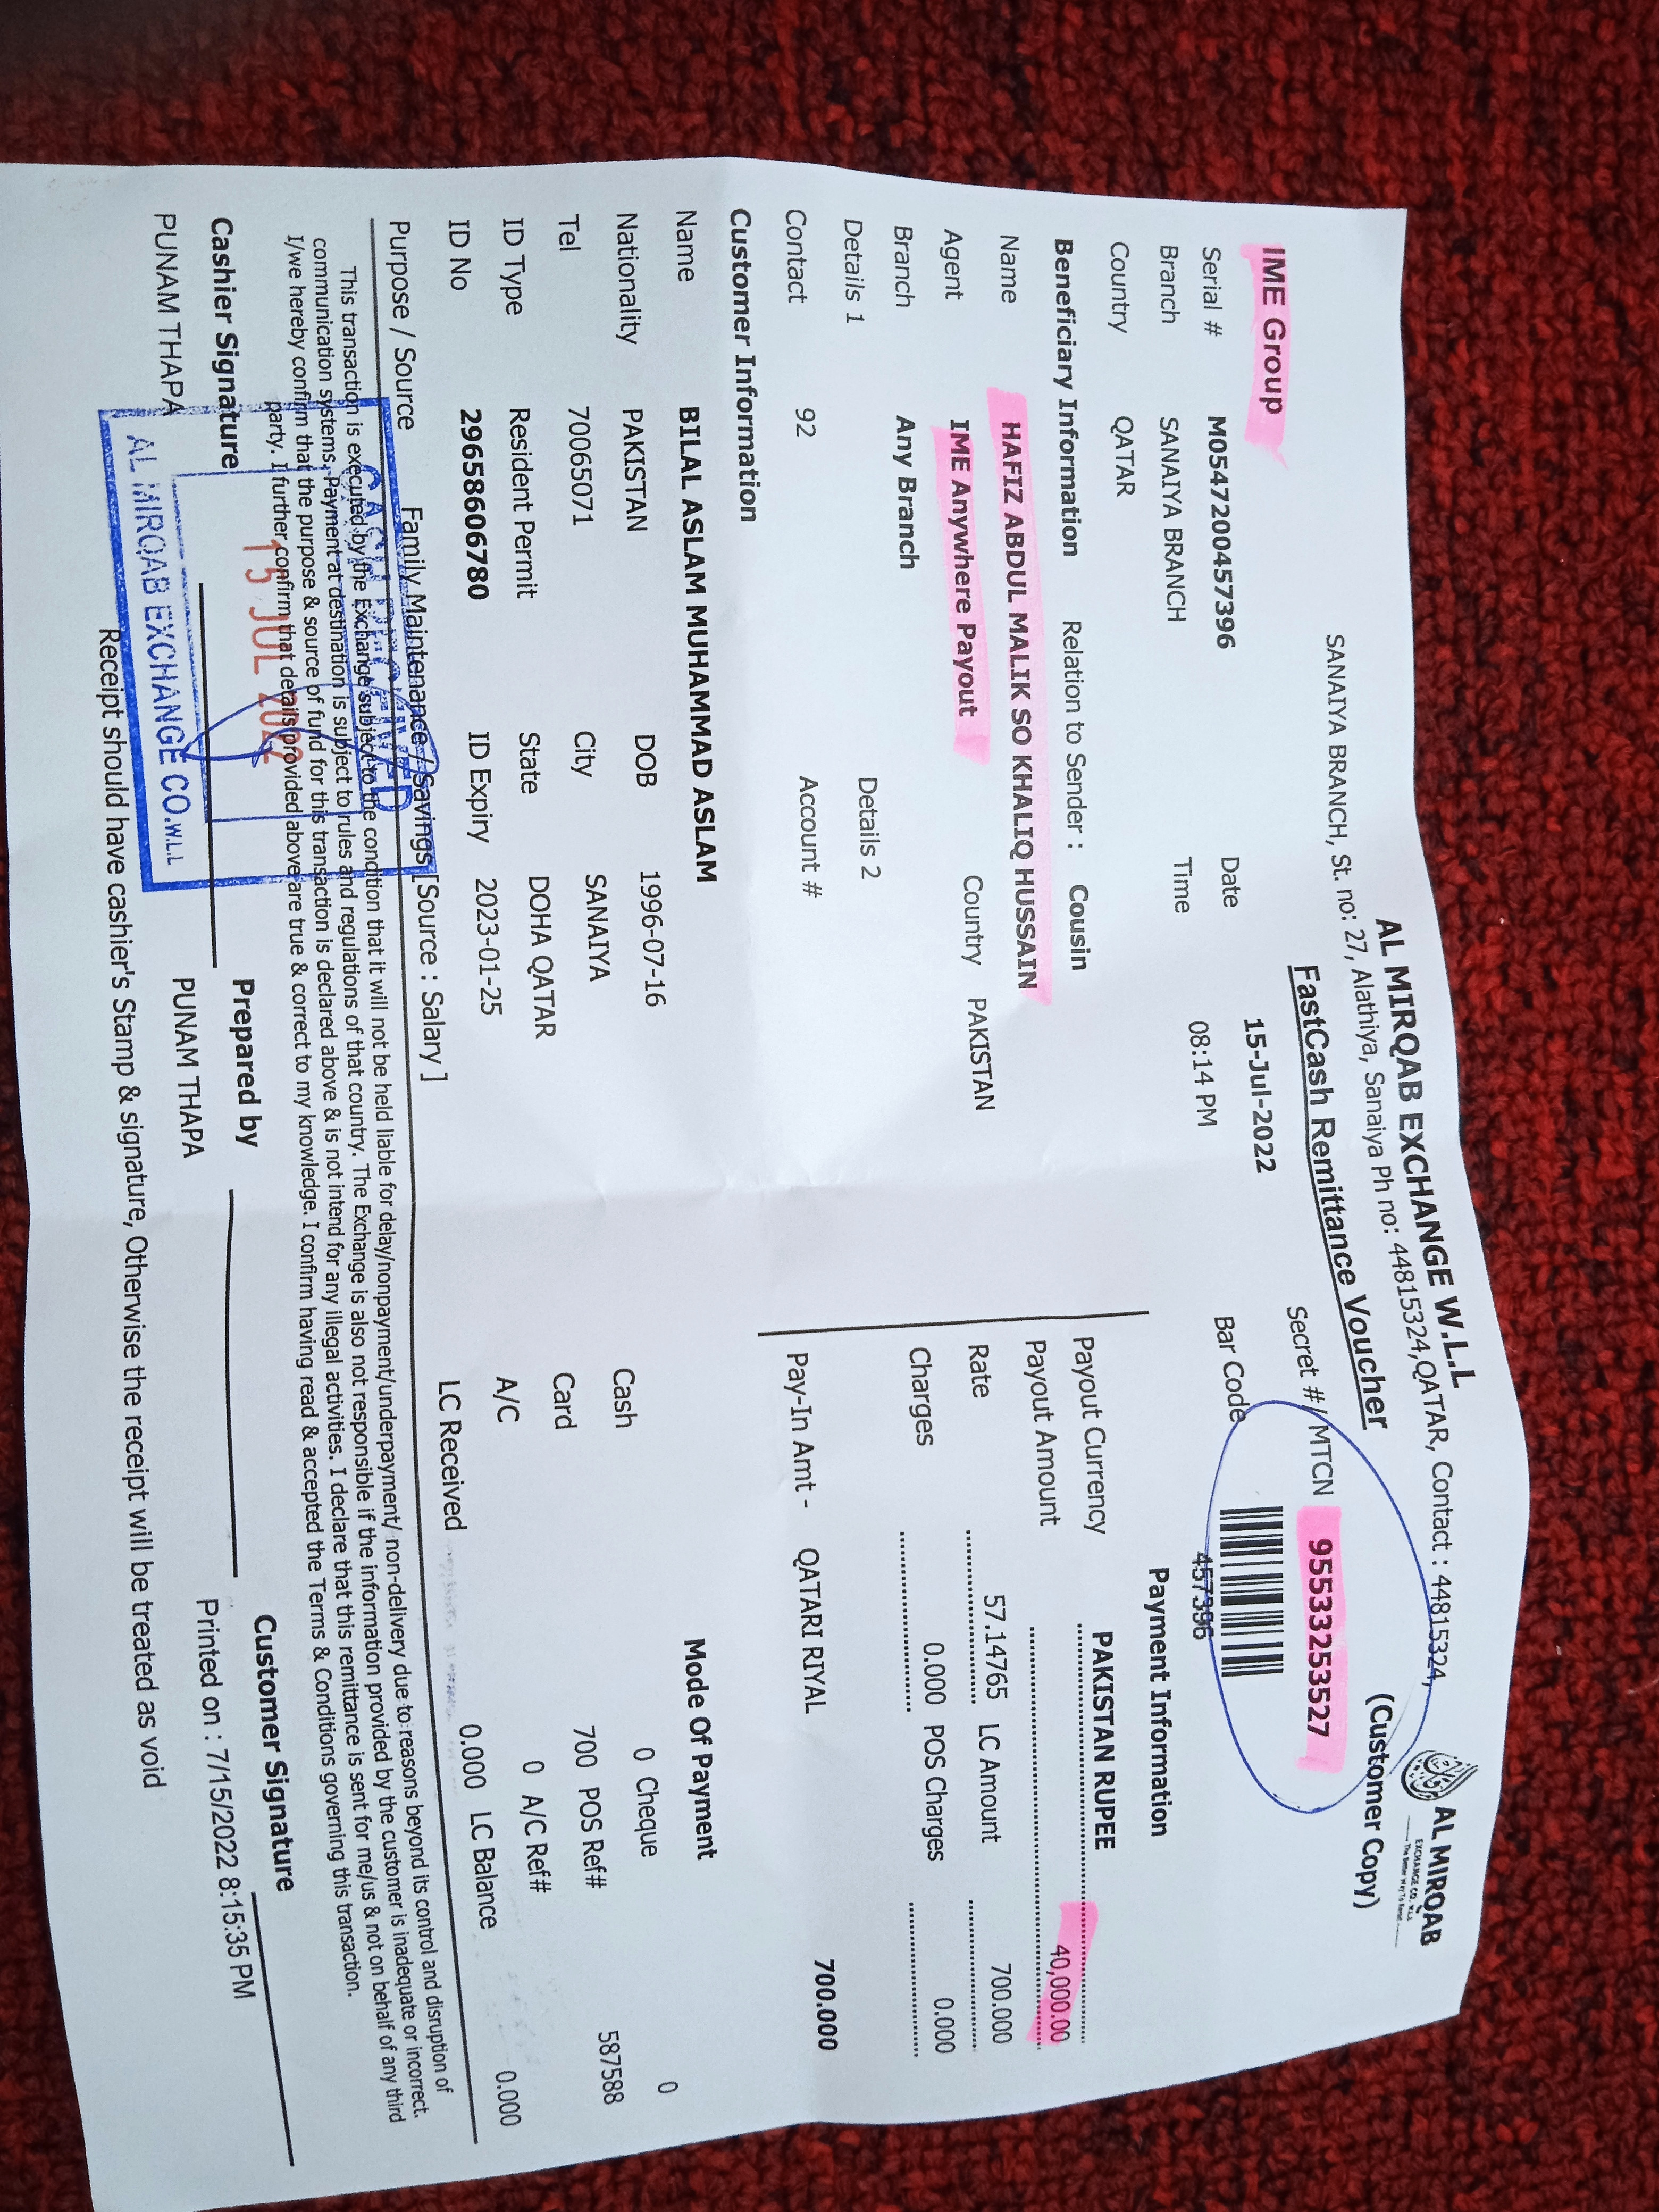 AL MIRQAB EXCHANGE W.L.L
SANAIYA BRANCH, St. no: 27, Alathiya, Sanaiya Ph no: 44815324,QATAR, Contact : 44815324,
AL MIRQAB
EXCHANGE CO. W.L.L
FastCash Remittance Voucher
(Customer Copy)
IME Group
Secret #/ MTCN 9553325353527
Serial # M0547200457396 Date 15-Jul-2022
Bar Code
457396
Branch SANAIYA BRANCH Time 08:14 PM
Country QATAR
Beneficiary Information Relation to Sender : Cousin
Payment Information
Name HAFIZ ABDUL MALIK SO KHALIQ HUSSAIN
Payout Currency PAKISTAN RUPEE
Agent IME Anywhere Payout Country PAKISTAN
Payout Amount 40,000.00
Branch Any Branch
Rate 57.14765 LC Amount 700.000
Details 1 Details 2
Charges 0.000 POS Charges 0.000
Contact 92 Account #
Pay-In Amt - QATARI RIYAL 700.000
Customer Information
Mode Of Payment
Name BILAL ASLAM MUHAMMAD ASLAM
Nationality PAKISTAN DOB 1996-07-16
Cash 0 Cheque 0
Tel 70065071 City SANAIYA
Card 700 POS Ref# 587588
ID Type Resident Permit State DOHA QATAR
A/C 0 A/C Ref#
ID No 29658606780 ID Expiry 2023-01-25
LC Received 0.000 LC Balance 0.000
Purpose / Source Family Maintenance / Savings [Source : Salary ]
This transaction is executed by the Exchange subject to the condition that it will not be held liable for delay/nonpayment/underpayment/ non-delivery due to reasons beyond its control and disruption of
communication systems. Payment at destination is subject to rules and regulations of that country. The Exchange is also not responsible if the information provided by the customer is inadequate or incorrect.
I/we hereby confirm that the purpose & source of fund for this transaction is declared above & is not intend for any illegal activities. I declare that this remittance is sent for me/us & not on behalf of any third
party. I further confirm that details provided above are true & correct to my knowledge. I confirm having read & accepted the Terms & Conditions governing this transaction.
CASH RECEIVED
15 JUL 2022
AL MIRQAB EXCHANGE CO.W.L.L
Cashier Signature Prepared by Customer Signature
PUNAM THAPA PUNAM THAPA Printed on : 7/15/2022 8:15:35 PM
Receipt should have cashier's Stamp & signature, Otherwise the receipt will be treated as void